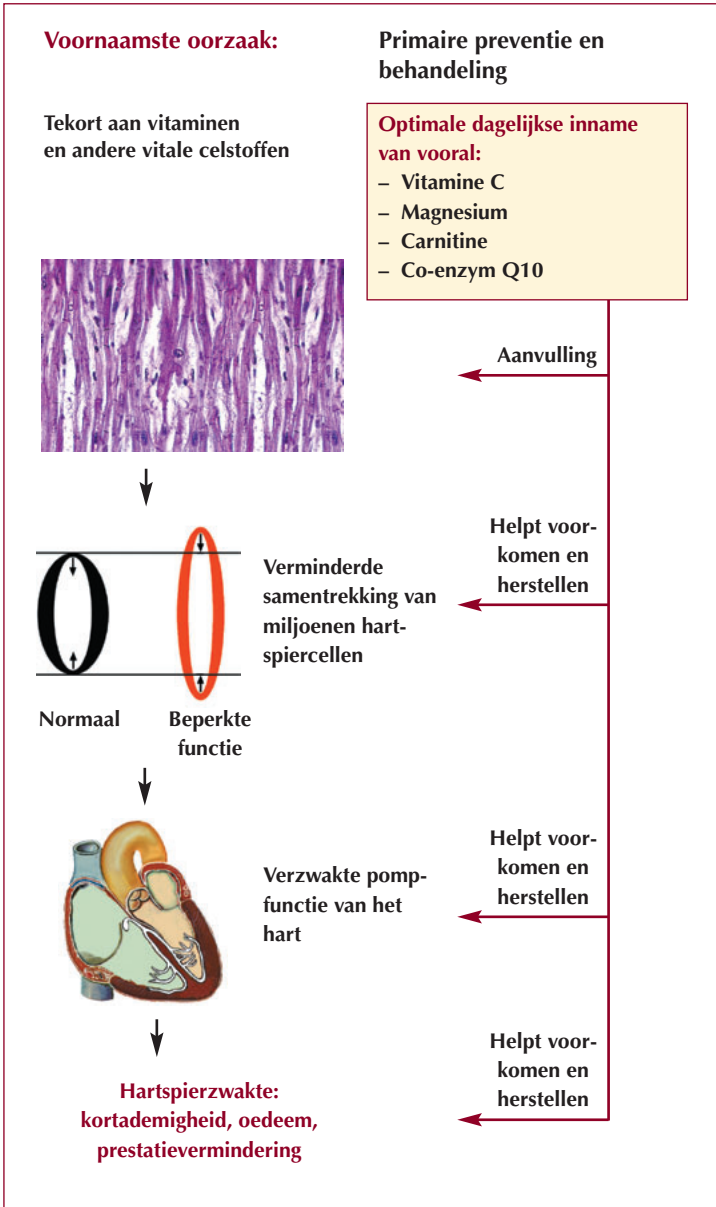 Voornaamste oorzaak:
Primaire preventie en
behandeling
Tekort aan vitaminen
en andere vitale celstoffen
Optimale dagelijkse inname
van vooral:
– Vitamine C
– Magnesium
– Carnitine
– Co-enzym Q10
Aanvulling
Helpt voor-
komen en
herstellen
Verminderde
samentrekking van
miljoenen hart-
spiercellen
Normaal
Beperkte
functie
Helpt voor-
komen en
herstellen
Verzwakte pomp-
functie van het
hart
Helpt voor-
komen en
herstellen
Hartspierzwakte:
kortademigheid, oedeem,
prestatievermindering